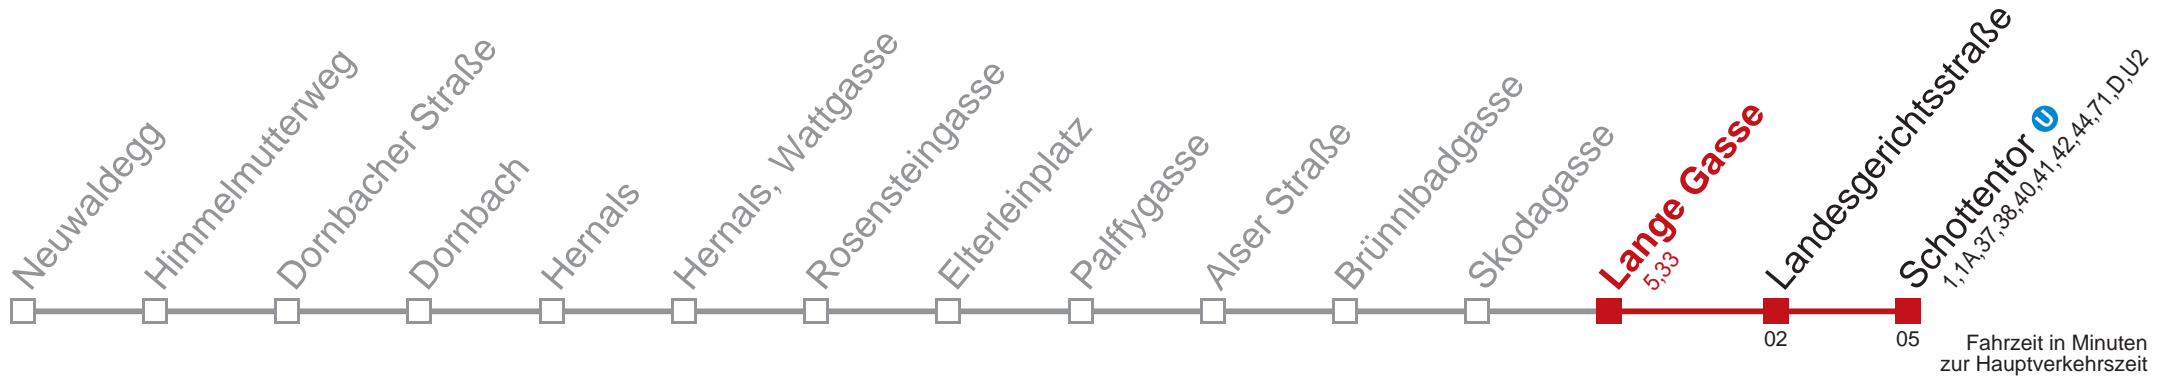 Neuwaldegg
Himmelmutterweg
Dornbacher Straße
Dornbach
Hernals
Hernals, Wattgasse
Rosensteingasse
Elterleinplatz
Palffygasse
Alser Straße
Brünnlbadgasse
Skodagasse
Lange Gasse
5,33
Landesgerichtsstraße
02
Schottentor U
1,1A,37,38,40,41,42,44,71,D,U2
05
Fahrzeit in Minuten
zur Hauptverkehrszeit